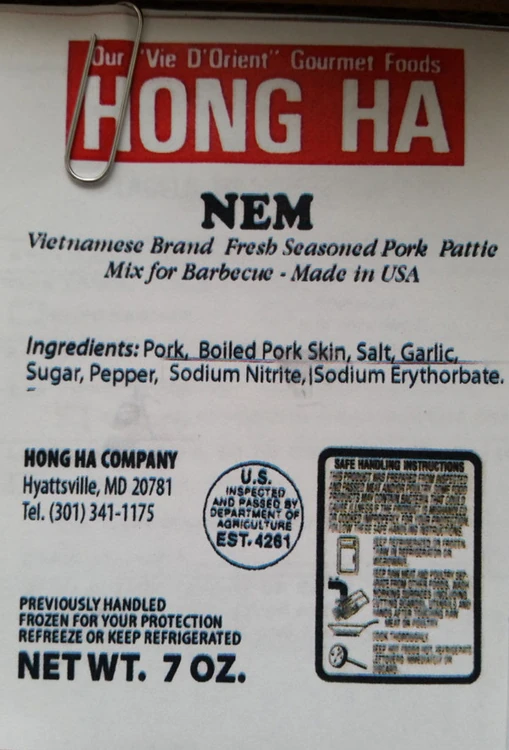 Our "Vie D'Orient" Gourmet Foods
HONG HA
NEM
Vietnamese Brand Fresh Seasoned Pork Pattie
Mix for Barbecue - Made in USA
Ingredients: Pork, Boiled Pork Skin, Salt, Garlic,
Sugar, Pepper, Sodium Nitrite, Sodium Erythorbate.
HONG HA COMPANY
Hyattsville, MD 20781
Tel. (301) 341-1175
U.S.
INSPECTED
AND PASSED BY
DEPARTMENT OF
AGRICULTURE
EST. 4261
SAFE HANDLING INSTRUCTIONS
PREVIOUSLY HANDLED
FROZEN FOR YOUR PROTECTION
REFREEZE OR KEEP REFRIGERATED
NET WT. 7 OZ.